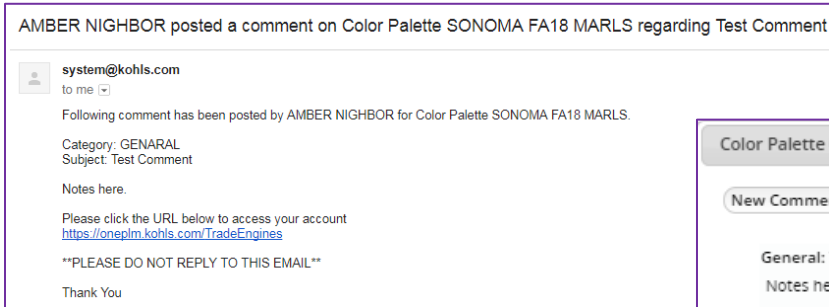 AMBER NIGHBOR posted a comment on Color Palette SONOMA FA18 MARLS regarding Test Comment
system@kohls.com
to me
Following comment has been posted by AMBER NIGHBOR for Color Palette SONOMA FA18 MARLS.
Category: GENARAL
Subject: Test Comment
Notes here.
Please click the URL below to access your account
https://oneplm.kohls.com/TradeEngines
**PLEASE DO NOT REPLY TO THIS EMAIL**
Thank You
Color Palette
New Comme
General:
Notes he